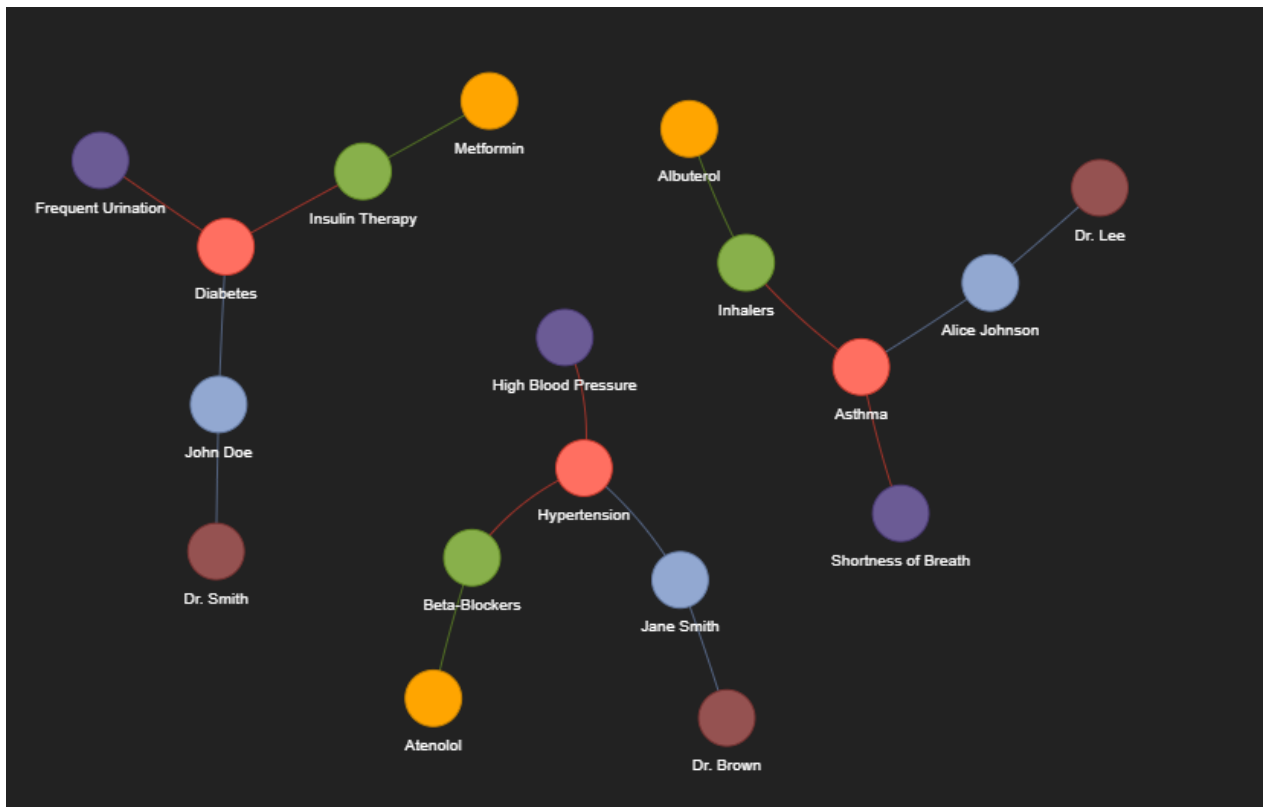 Metformin
Albuterol
Frequent Urination
Insulin Therapy
Dr. Lee
Diabetes
Inhalers
Alice Johnson
High Blood Pressure
Asthma
John Doe
Hypertension
Shortness of Breath
Dr. Smith
Beta-Blockers
Jane Smith
Atenolol
Dr. Brown